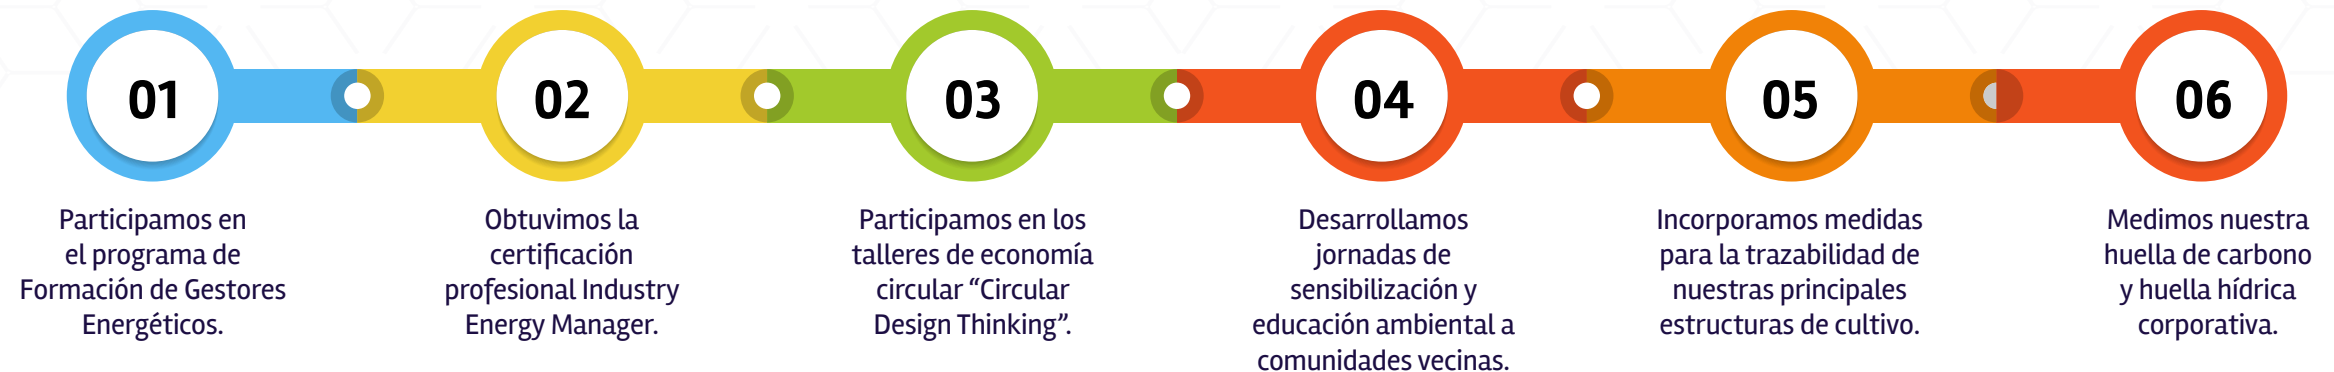 01
Participamos en
el programa de
Formación de Gestores
Energéticos.
02
Obtuvimos la
certificación
profesional Industry
Energy Manager.
03
Participamos en los
talleres de economía
circular “Circular
Design Thinking”.
04
Desarrollamos
jornadas de
sensibilización y
educación ambiental a
comunidades vecinas.
05
Incorporamos medidas
para la trazabilidad de
nuestras principales
estructuras de cultivo.
06
Medimos nuestra
huella de carbono
y huella hídrica
corporativa.